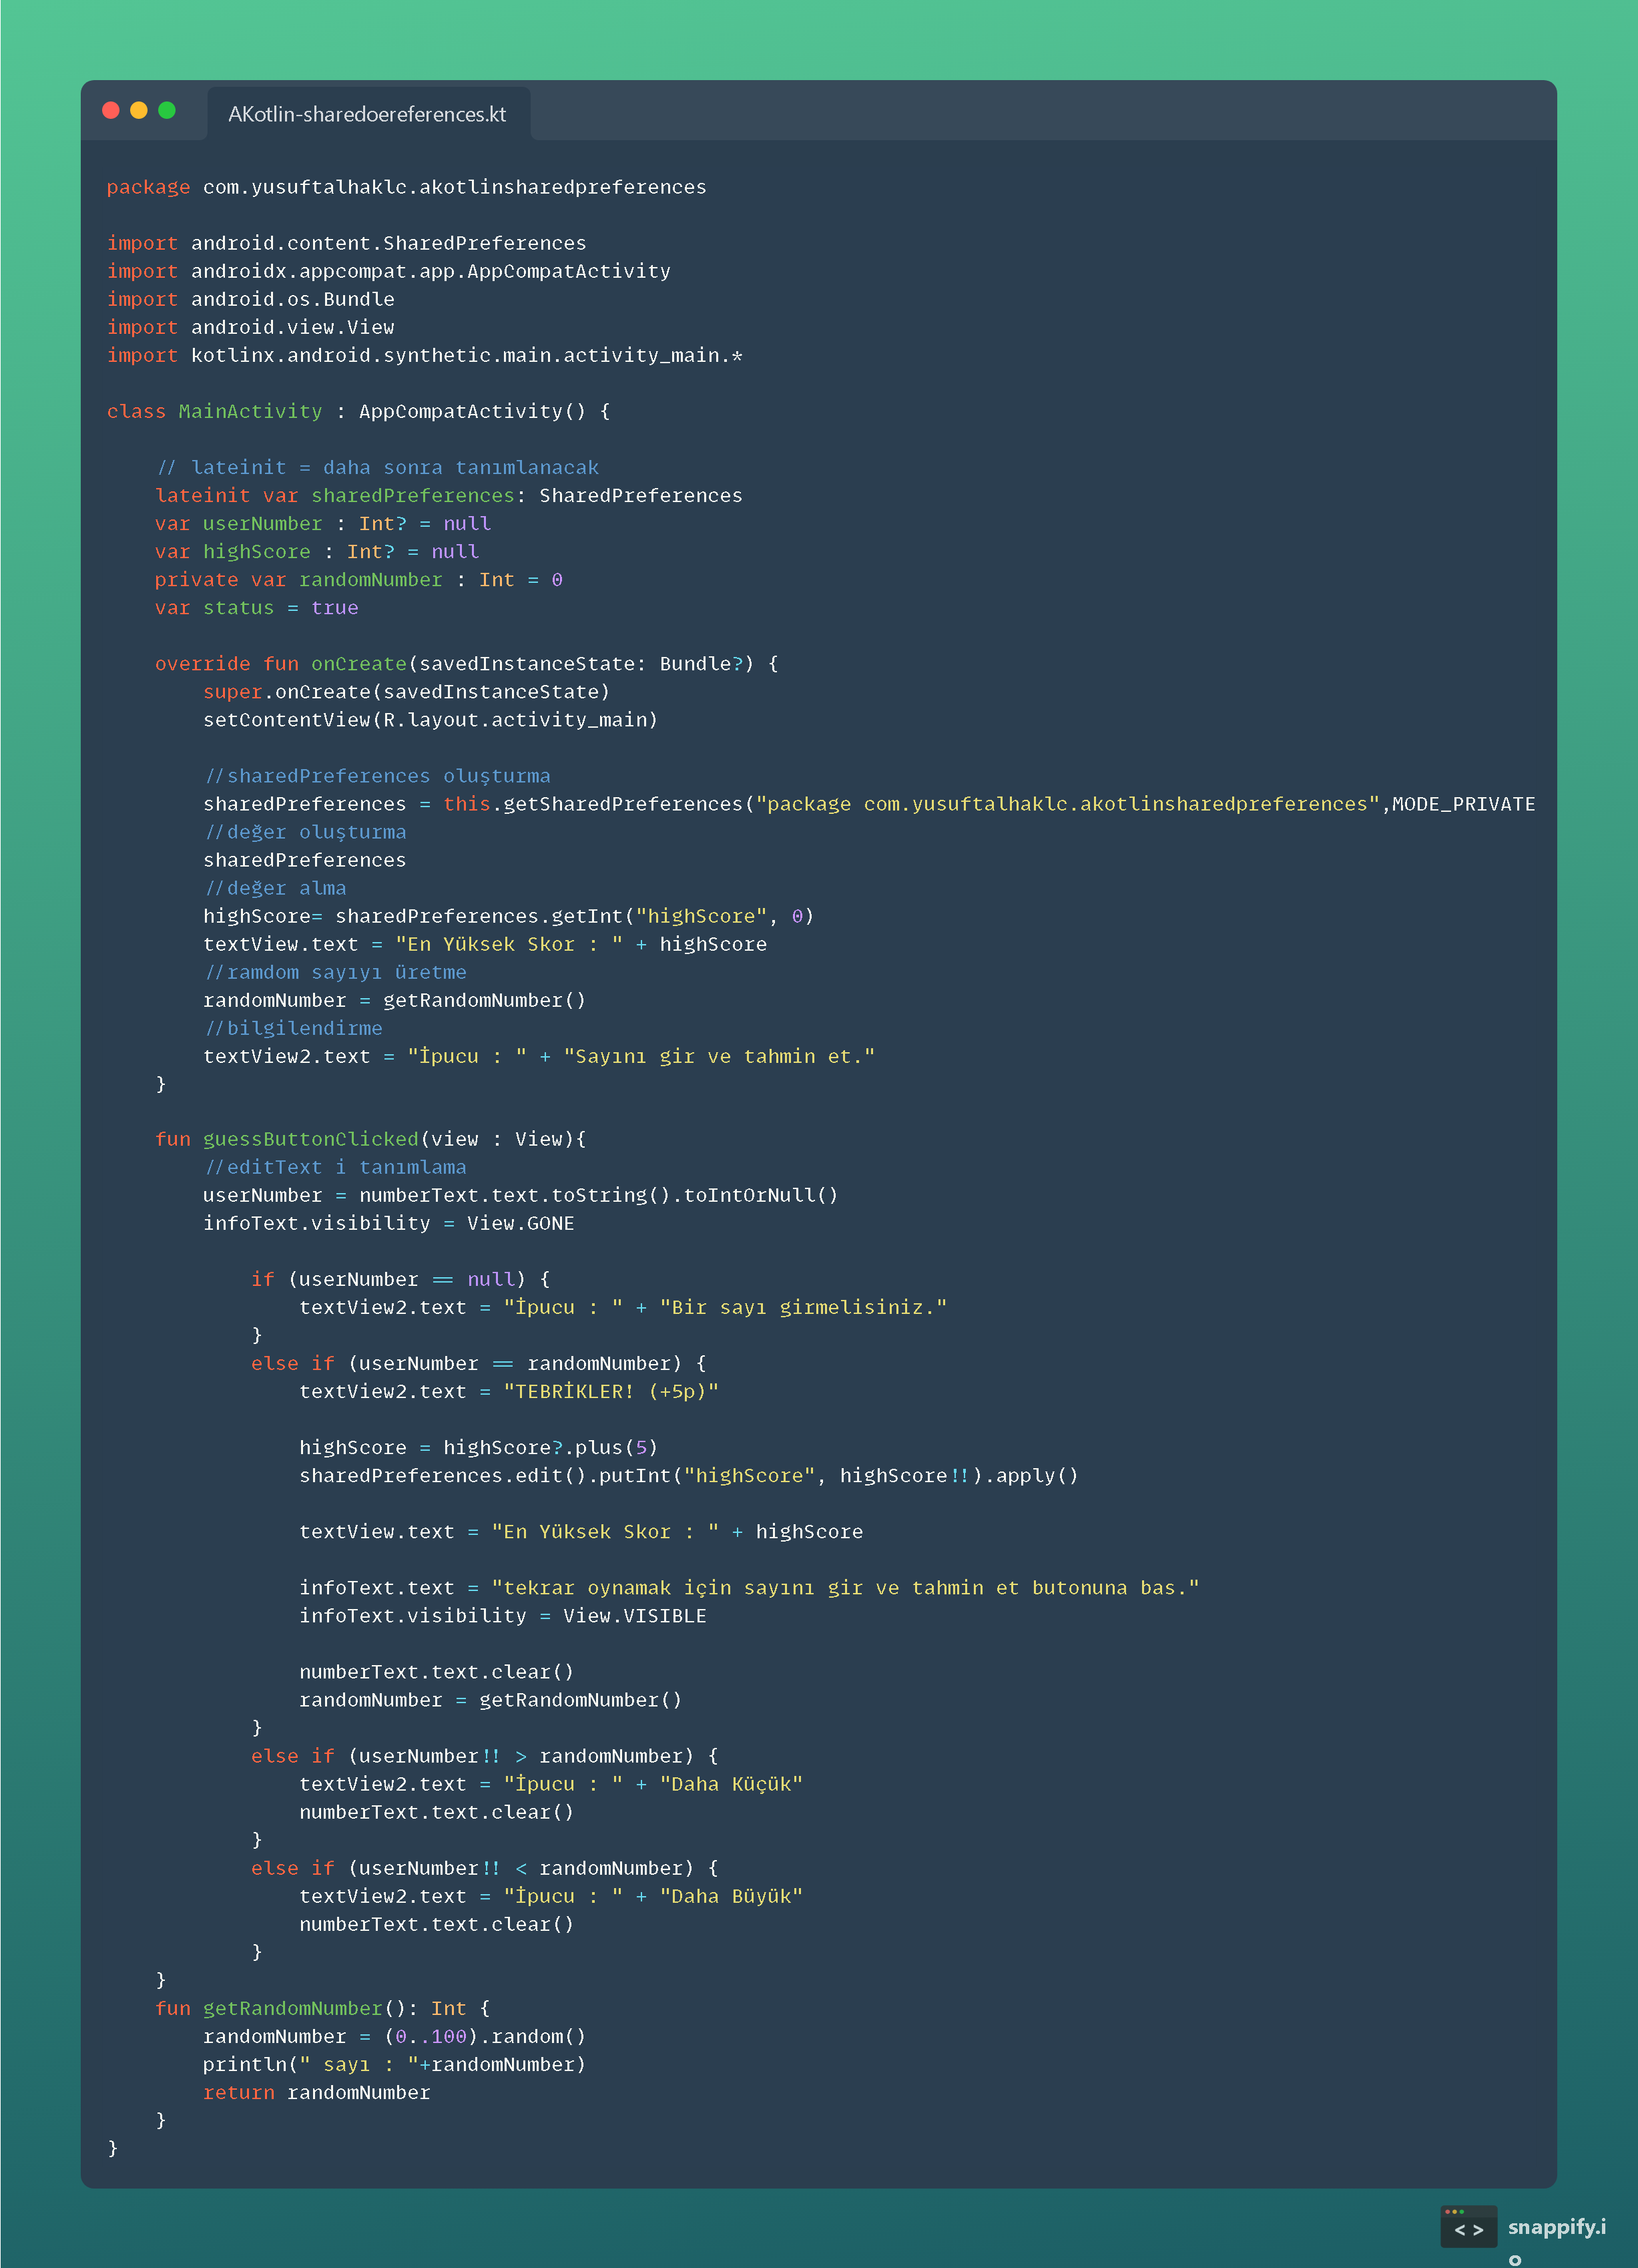 AKotlin-sharedoereferences.kt
package com.yusuftalhaklc.akotlinsharedpreferences
import android.content.SharedPreferences
import androidx.appcompat.app.AppCompatActivity
import android.os.Bundle
import android.view.View
import kotlinx.android.synthetic.main.activity_main.*
class MainActivity : AppCompatActivity() {
// lateinit = daha sonra tanımlanacak
lateinit var sharedPreferences: SharedPreferences
var userNumber : Int? = null
var highScore : Int? = null
private var randomNumber : Int = 0
var status = true
override fun onCreate(savedInstanceState: Bundle?) {
super.onCreate(savedInstanceState)
setContentView(R.layout.activity_main)
//sharedPreferences oluşturma
sharedPreferences = this.getSharedPreferences("package com.yusuftalhaklc.akotlinsharedpreferences",MODE_PRIVATE
//değer oluşturma
sharedPreferences
//değer alma
highScore= sharedPreferences.getInt("highScore", 0)
textView.text = "En Yüksek Skor : " + highScore
//ramdom sayıyı üretme
randomNumber = getRandomNumber()
//bilgilendirme
textView2.text = "İpucu : " + "Sayını gir ve tahmin et."
}
fun guessButtonClicked(view : View){
//editText i tanımlama
userNumber = numberText.text.toString().toIntOrNull()
infoText.visibility = View.GONE
if (userNumber == null) {
textView2.text = "İpucu : " + "Bir sayı girmelisiniz."
}
else if (userNumber == randomNumber) {
textView2.text = "TEBRİKLER! (+5p)"
highScore = highScore?.plus(5)
sharedPreferences.edit().putInt("highScore", highScore!!).apply()
textView.text = "En Yüksek Skor : " + highScore
infoText.text = "tekrar oynamak için sayını gir ve tahmin et butonuna bas."
infoText.visibility = View.VISIBLE
numberText.text.clear()
randomNumber = getRandomNumber()
}
else if (userNumber!! > randomNumber) {
textView2.text = "İpucu : " + "Daha Küçük"
numberText.text.clear()
}
else if (userNumber!! < randomNumber) {
textView2.text = "İpucu : " + "Daha Büyük"
numberText.text.clear()
}
}
fun getRandomNumber(): Int {
randomNumber = (0..100).random()
println(" sayı : "+randomNumber)
return randomNumber
}
}
< > snappify.i
o